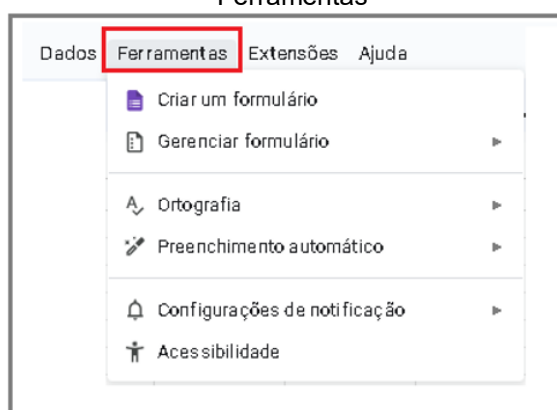 Ferramentas
Dados Ferramentas Extensões Ajuda
Criar um formulário
Gerenciar formulário
Ortografia
Preenchimento automático
Configurações de notificação
Acessibilidade